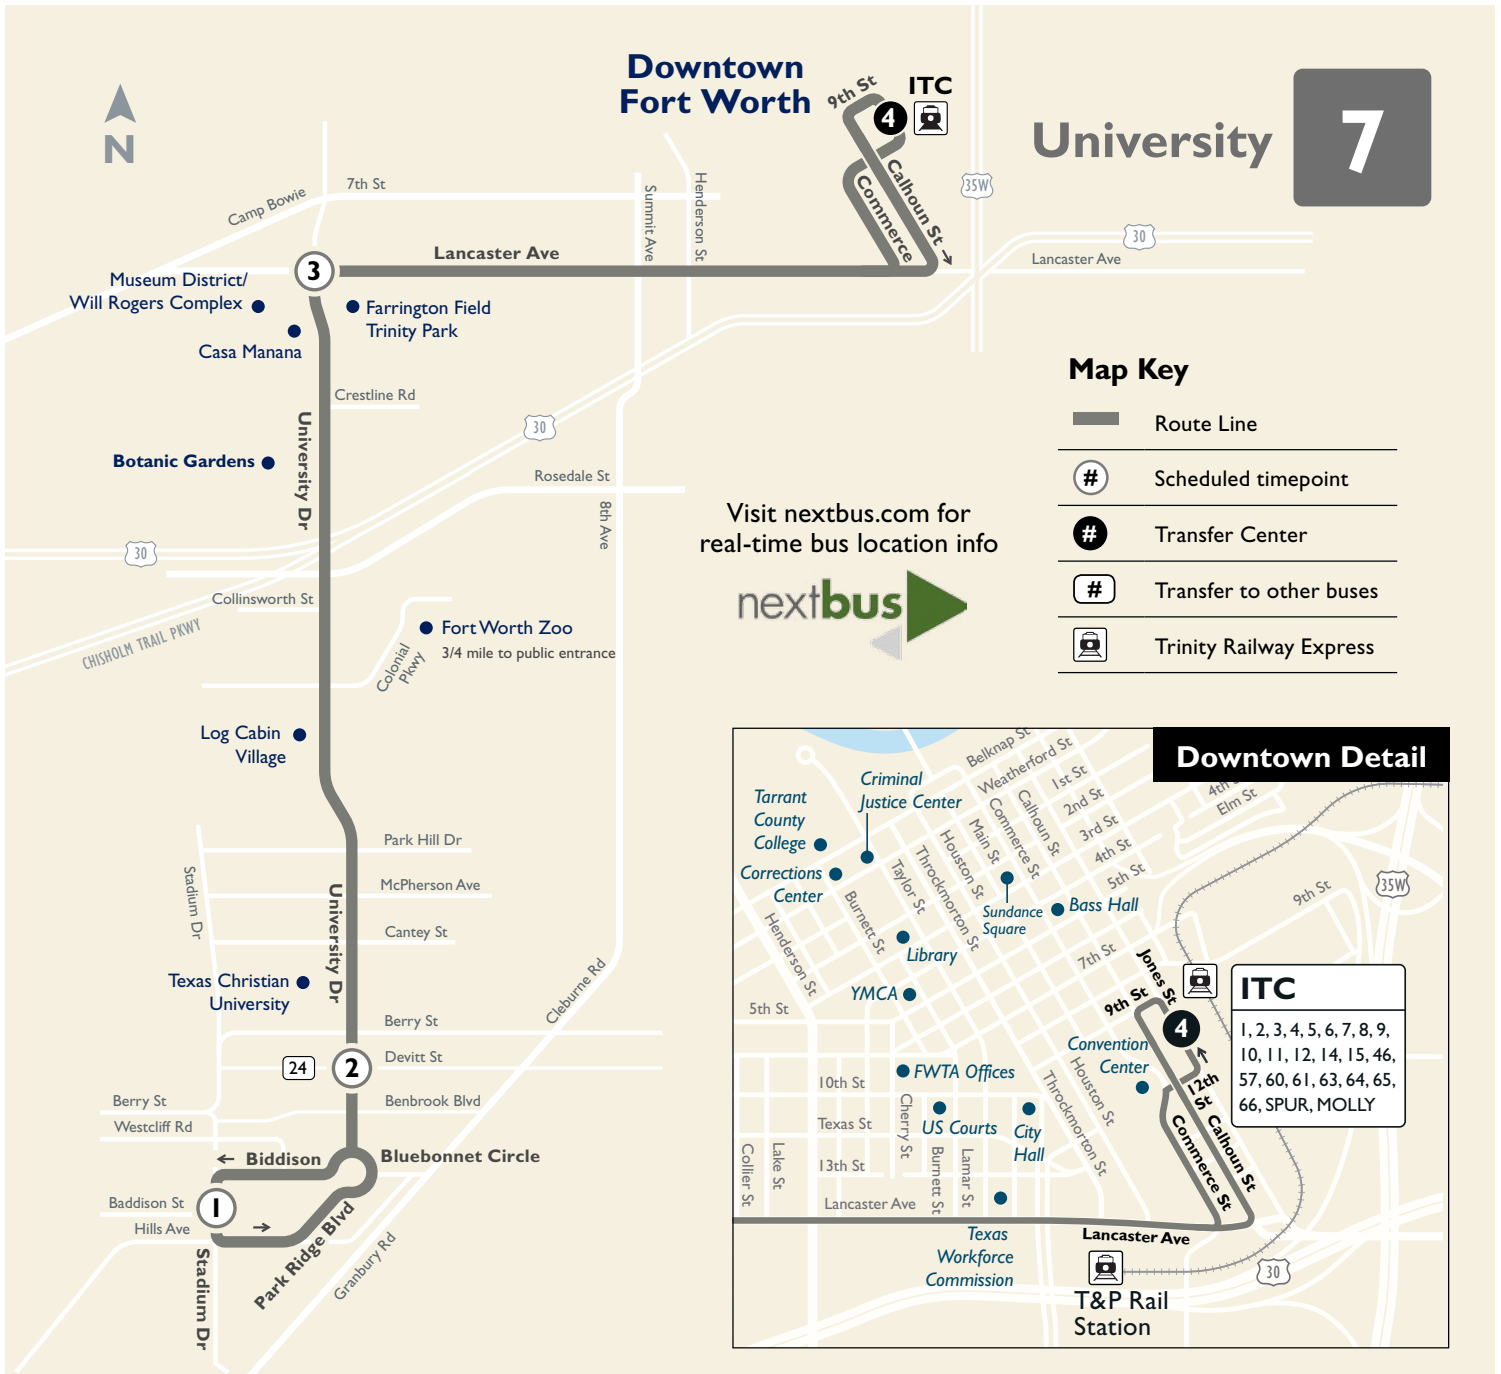 Downtown
Fort Worth
9th St
ITC
4
University
7
N
Camp Bowie
7th St
Summit Ave
Henderson St
Commerce
Calhoun St
35W
30
Lancaster Ave
Lancaster Ave
3
Museum District/
Will Rogers Complex
Farrington Field
Trinity Park
Casa Manana
Crestline Rd
University Dr
30
Botanic Gardens
Rosedale St
8th Ave
30
Collinsworth St
CHISHOLM TRAIL PKWY
Colonial
Pkwy
Fort Worth Zoo
3/4 mile to public entrance
Log Cabin
Village
Park Hill Dr
Stadium Dr
McPherson Ave
University Dr
Cantey St
Texas Christian
University
Cleburne Rd
Berry St
Devitt St
24
2
Berry St
Benbrook Blvd
Westcliff Rd
Biddison
Bluebonnet Circle
Baddison St
1
Hills Ave
Park Ridge Blvd
Granbury Rd
Stadium Dr
Visit nextbus.com for
real-time bus location info
nextbus
Map Key
Route Line
# Scheduled timepoint
# Transfer Center
# Transfer to other buses
Trinity Railway Express
Downtown Detail
Belknap St
Weatherford St
1st St
2nd St
3rd St
4th St
5th St
4th St
Elm St
Criminal
Justice Center
Tarrant
County
College
Corrections
Center
Calhoun St
Commerce St
Main St
Houston St
Throckmorton St
Taylor St
Burnett St
Henderson St
Sundance
Square
Bass Hall
Library
YMCA
7th St
9th St
35W
Jones St
9th St
4
ITC
1, 2, 3, 4, 5, 6, 7, 8, 9,
10, 11, 12, 14, 15, 46,
57, 60, 61, 63, 64, 65,
66, SPUR, MOLLY
5th St
Convention
Center
12th
St
10th St
FWTA Offices
Houston St
Throckmorton St
Cherry St
US Courts
City
Hall
Texas St
Commerce St
Calhoun St
Collier St
Lake St
13th St
Burnett St
Lamar St
Lancaster Ave
Texas
Workforce
Commission
Lancaster Ave
30
T&P Rail
Station